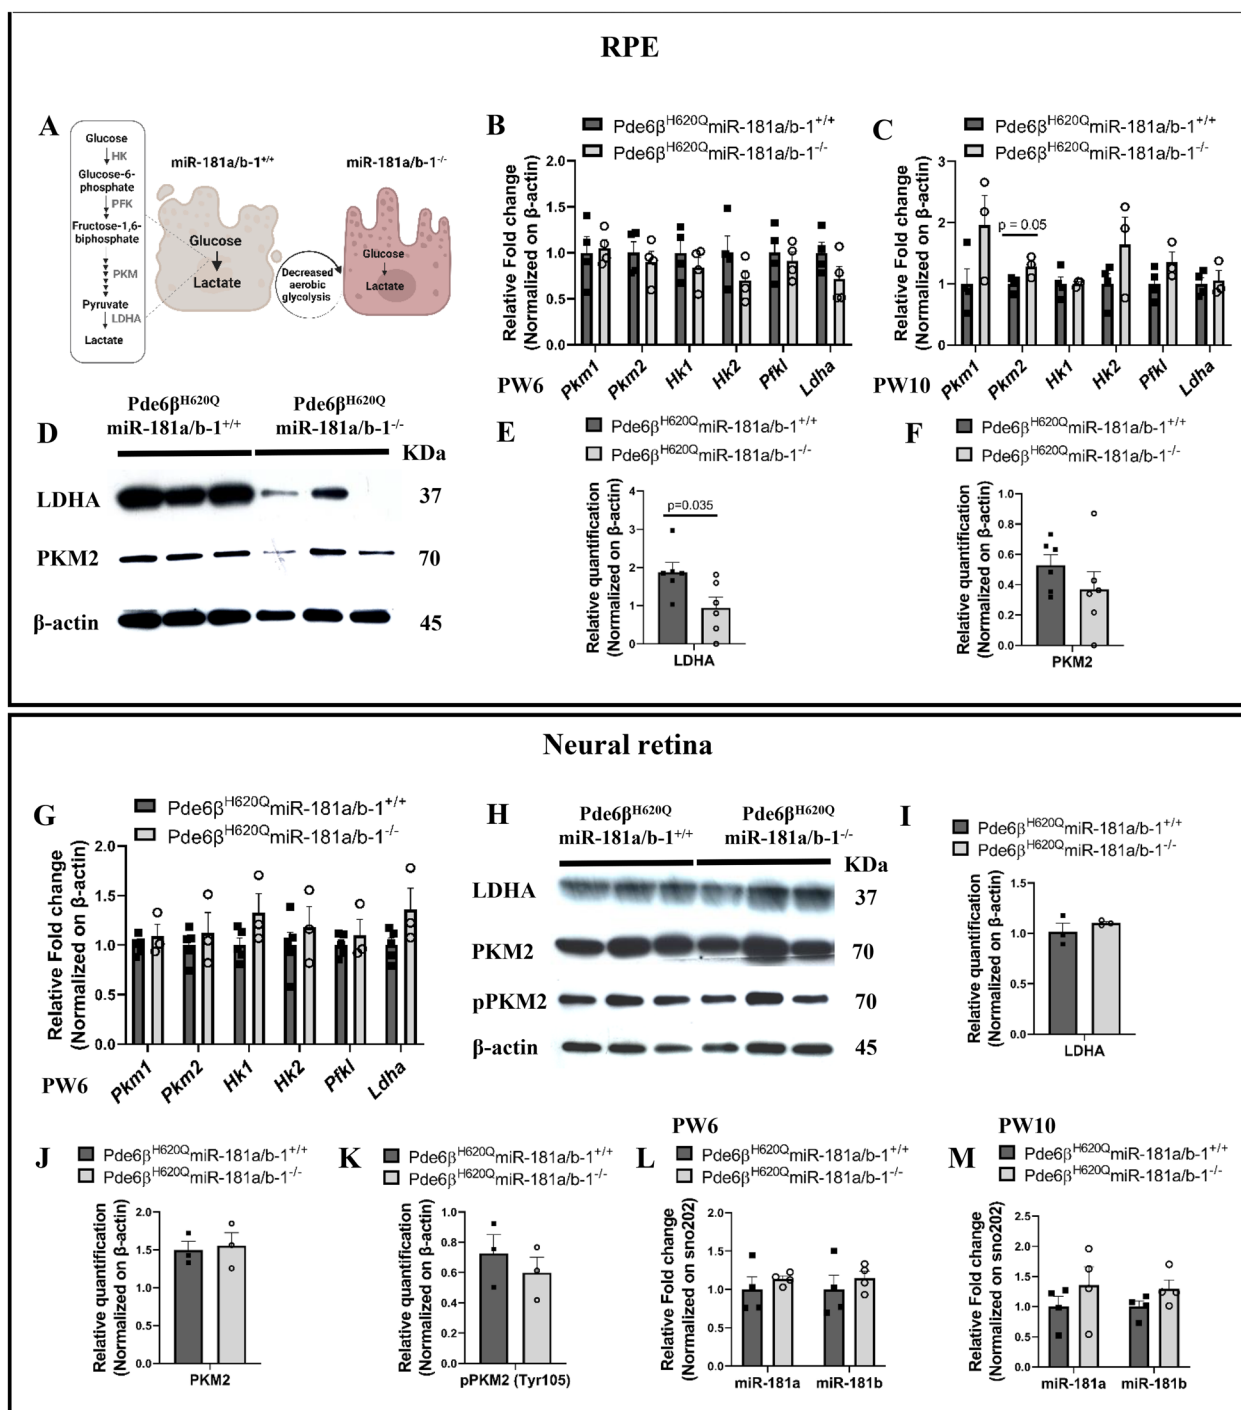 RPE
A
Glucose
HK
Glucose-6-
phosphate
PFK
Fructose-1,6-
biphosphate
PKM
Pyruvate
LDHA
Lactate
miR-181a/b-1+/+
Glucose
Lactate
Decreased
aerobic
glycolysis
miR-181a/b-1-/-
Glucose
Lactate
B
Pde6βH620QmiR-181a/b-1+/+
Pde6βH620QmiR-181a/b-1-/-
Relative Fold change
(Normalized on β-actin)
2.0
1.5
1.0
0.5
0.0
PW6
Pkm1
Pkm2
Hk1
Hk2
Pfkl
Ldha
C
Pde6βH620QmiR-181a/b-1+/+
Pde6βH620QmiR-181a/b-1-/-
Relative Fold change
(Normalized on β-actin)
3
2
1
0
p = 0.05
PW10
Pkm1
Pkm2
Hk1
Hk2
Pfkl
Ldha
D
Pde6βH620Q
miR-181a/b-1+/+
Pde6βH620Q
miR-181a/b-1-/-
KDa
LDHA
37
PKM2
70
β-actin
45
E
Pde6βH620QmiR-181a/b-1+/+
Pde6βH620QmiR-181a/b-1-/-
Relative quantification
(Normalized on β-actin)
4
3
2
1
0
p=0.035
LDHA
F
Pde6βH620QmiR-181a/b-1+/+
Pde6βH620QmiR-181a/b-1-/-
Relative quantification
(Normalized on β-actin)
1.0
0.8
0.6
0.4
0.2
0.0
PKM2
Neural retina
G
Pde6βH620QmiR-181a/b-1+/+
Pde6βH620QmiR-181a/b-1-/-
Relative Fold change
(Normalized on β-actin)
2.0
1.5
1.0
0.5
0.0
PW6
Pkm1
Pkm2
Hk1
Hk2
Pfkl
Ldha
H
Pde6βH620Q
miR-181a/b-1+/+
Pde6βH620Q
miR-181a/b-1-/-
KDa
LDHA
37
PKM2
70
pPKM2
70
β-actin
45
I
Pde6βH620QmiR-181a/b-1+/+
Pde6βH620QmiR-181a/b-1-/-
Relative quantification
(Normalized on β-actin)
1.5
1.0
0.5
0.0
LDHA
J
Pde6βH620QmiR-181a/b-1+/+
Pde6βH620QmiR-181a/b-1-/-
Relative quantification
(Normalized on β-actin)
2.0
1.5
1.0
0.5
0.0
PKM2
K
Pde6βH620QmiR-181a/b-1+/+
Pde6βH620QmiR-181a/b-1-/-
Relative quantification
(Normalized on β-actin)
1.0
0.8
0.6
0.4
0.2
0.0
pPKM2 (Tyr105)
PW6
L
Pde6βH620QmiR-181a/b-1+/+
Pde6βH620QmiR-181a/b-1-/-
Relative Fold change
(Normalized on sno202)
2.0
1.5
1.0
0.5
0.0
miR-181a
miR-181b
PW10
M
Pde6βH620QmiR-181a/b-1+/+
Pde6βH620QmiR-181a/b-1-/-
Relative Fold change
(Normalized on sno202)
2.5
2.0
1.5
1.0
0.5
0.0
miR-181a
miR-181b